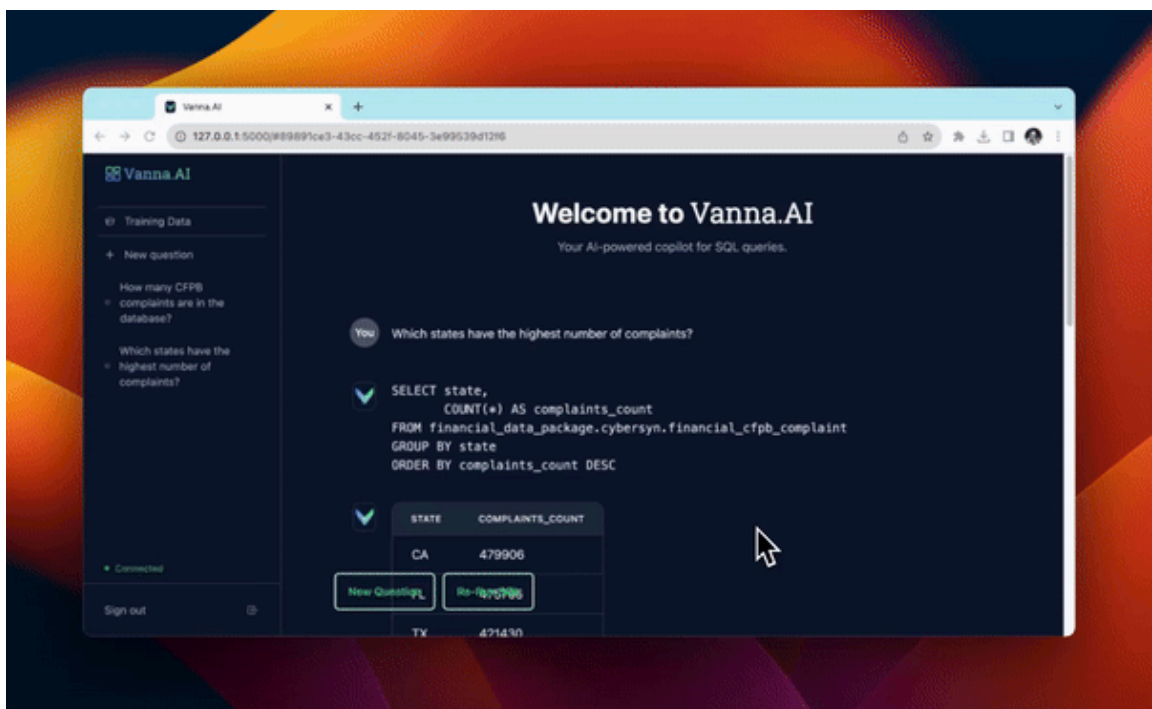 Vanna.AI
127.0.0.1:5000/#89891ce3-43cc-452f-8045-3e99539d12f6
Vanna.AI
Training Data
+ New question
How many CFPB
complaints are in the
database?
Which states have the
highest number of
complaints?
Connected
Sign out
Welcome to Vanna.AI
Your AI-powered copilot for SQL queries.
You
Which states have the highest number of complaints?
SELECT state,
COUNT(*) AS complaints_count
FROM financial_data_package.cybersyn.financial_cfpb_complaint
GROUP BY state
ORDER BY complaints_count DESC
STATE COMPLAINTS_COUNT
CA 479906
New Question
FL
TX 421430